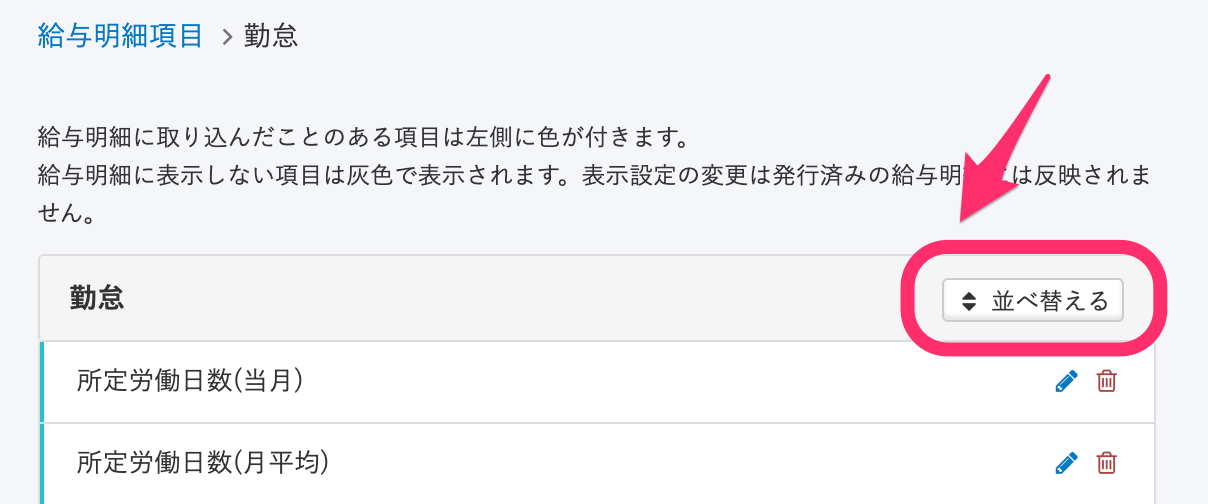 給与明細項目 > 勤怠
給与明細に取り込んだことのある項目は左側に色が付きます。
給与明細に表示しない項目は灰色で表示されます。表示設定の変更は発行済みの給与明は反映されま
せん。
勤怠
並べ替える
所定労働日数(当月)
所定労働日数(月平均)